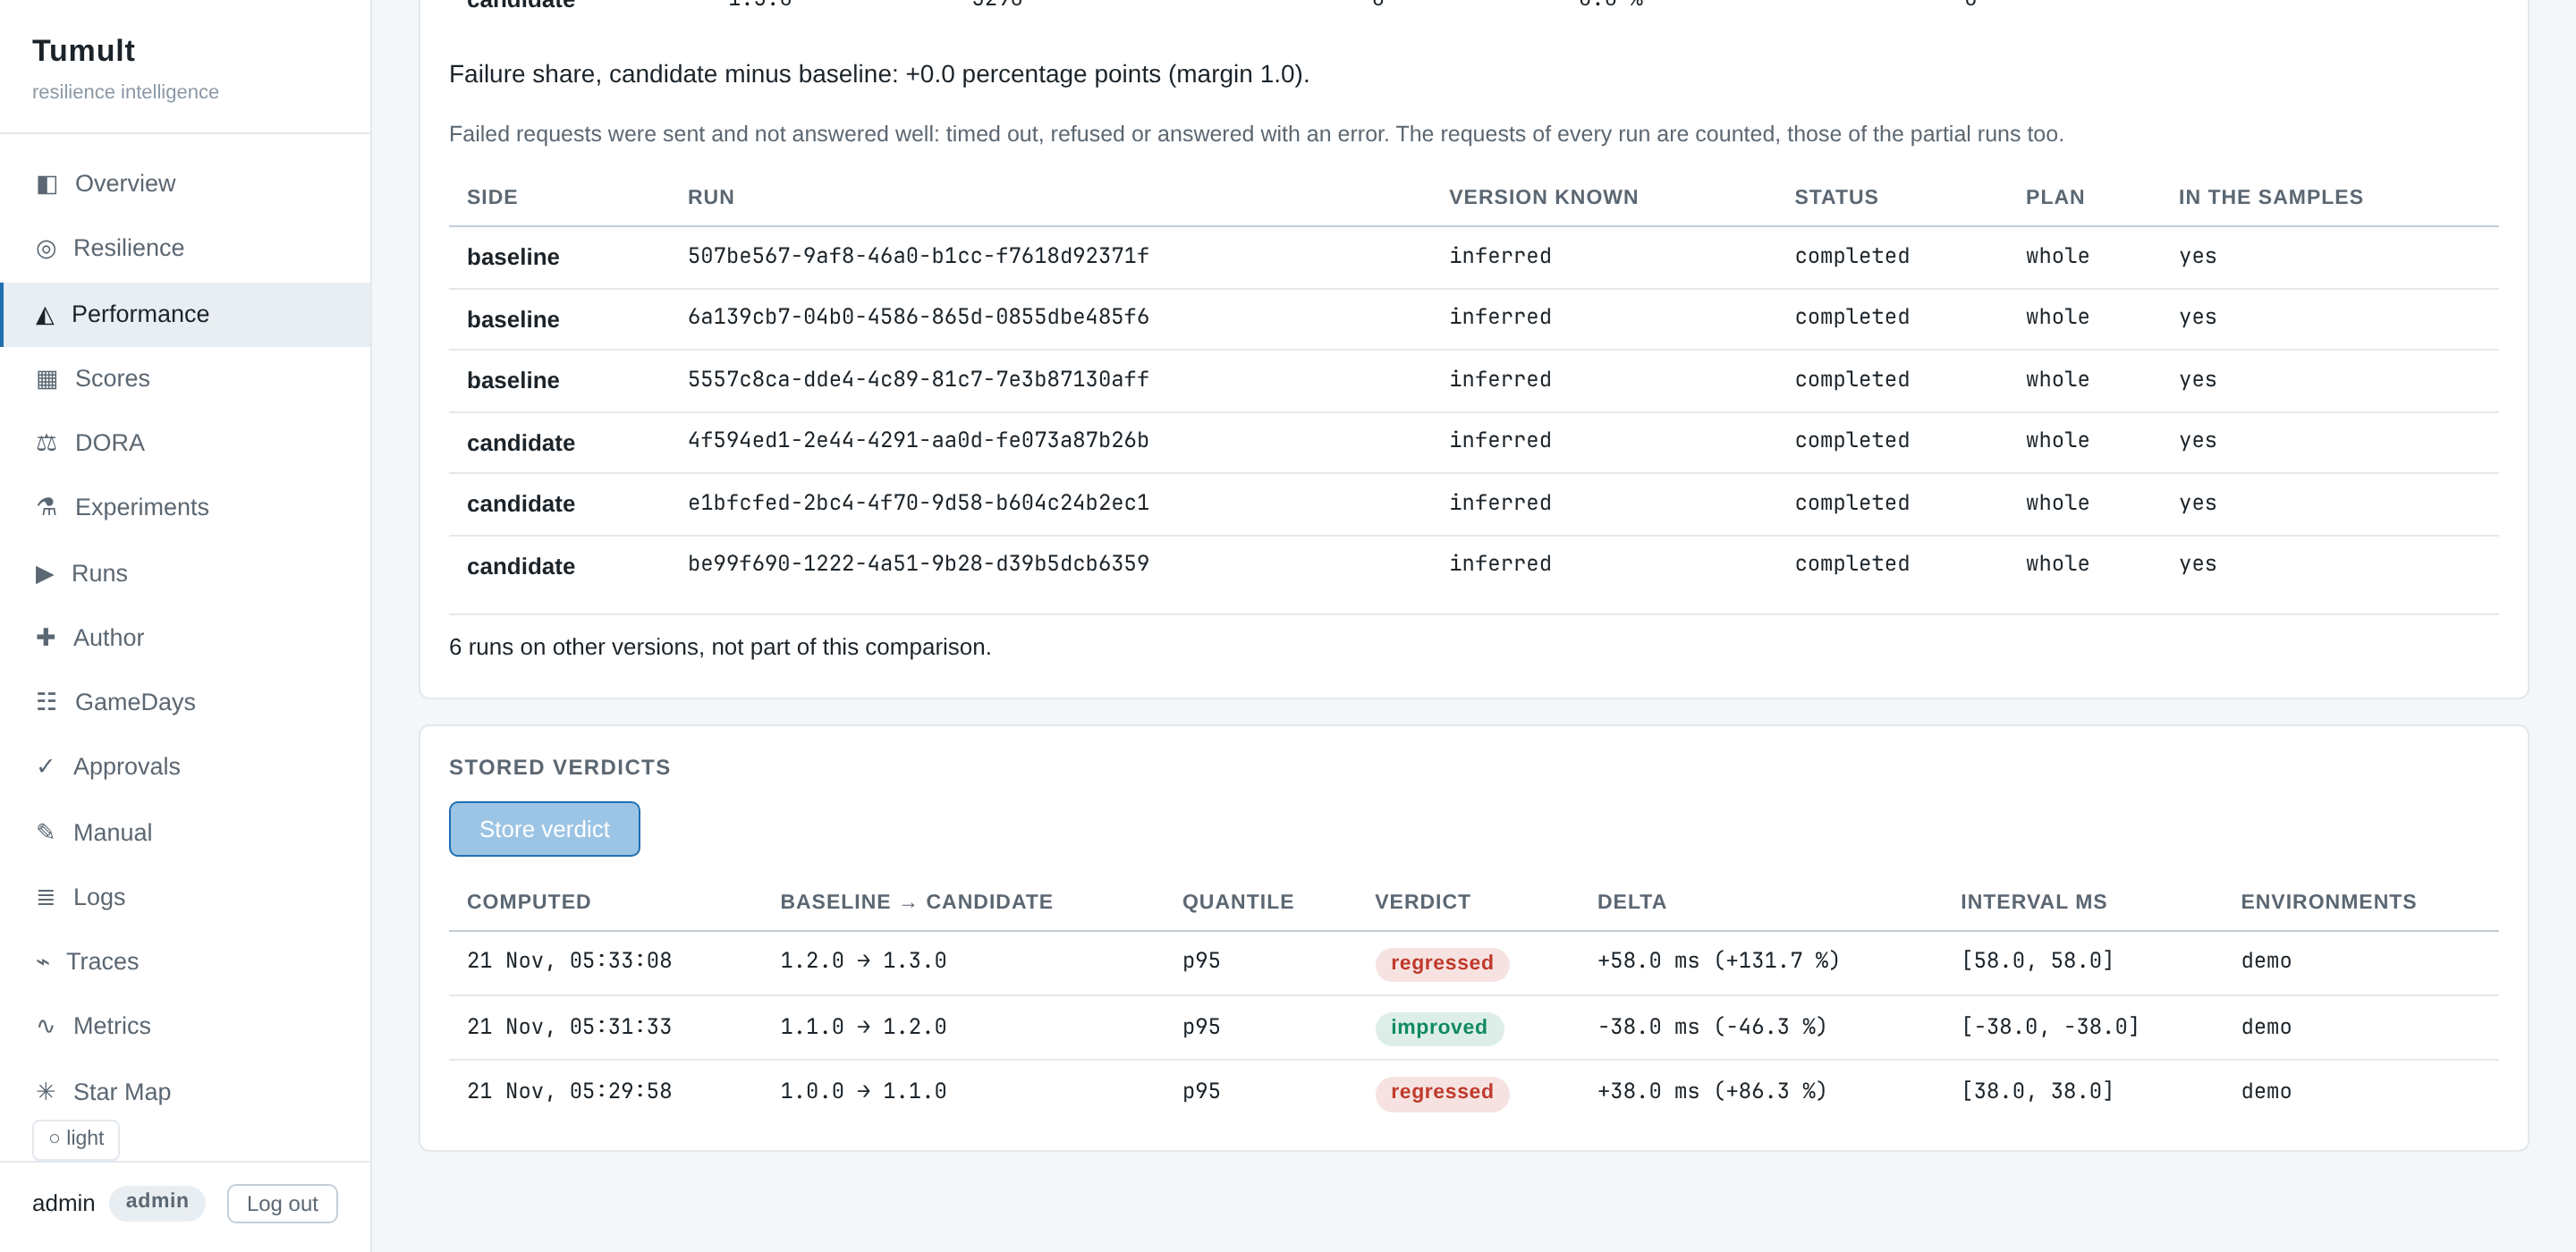 Tumult
resilience intelligence
Overview
Resilience
Performance
Scores
DORA
Experiments
Runs
Author
GameDays
Approvals
Manual
Logs
Traces
Metrics
Star Map
light
admin admin Log out
candidate
Failure share, candidate minus baseline: +0.0 percentage points (margin 1.0).
Failed requests were sent and not answered well: timed out, refused or answered with an error. The requests of every run are counted, those of the partial runs too.
SIDE RUN VERSION KNOWN STATUS PLAN IN THE SAMPLES
baseline 507be567-9af8-46a0-b1cc-f7618d92371f inferred completed whole yes
baseline 6a139cb7-04b0-4586-865d-0855dbe485f6 inferred completed whole yes
baseline 5557c8ca-dde4-4c89-81c7-7e3b87130aff inferred completed whole yes
candidate 4f594ed1-2e44-4291-aa0d-fe073a87b26b inferred completed whole yes
candidate e1bfcfed-2bc4-4f70-9d58-b604c24b2ec1 inferred completed whole yes
candidate be99f690-1222-4a51-9b28-d39b5dcb6359 inferred completed whole yes
6 runs on other versions, not part of this comparison.
STORED VERDICTS
Store verdict
COMPUTED BASELINE → CANDIDATE QUANTILE VERDICT DELTA INTERVAL MS ENVIRONMENTS
21 Nov, 05:33:08 1.2.0 → 1.3.0 p95 regressed +58.0 ms (+131.7 %) [58.0, 58.0] demo
21 Nov, 05:31:33 1.1.0 → 1.2.0 p95 improved -38.0 ms (-46.3 %) [-38.0, -38.0] demo
21 Nov, 05:29:58 1.0.0 → 1.1.0 p95 regressed +38.0 ms (+86.3 %) [38.0, 38.0] demo